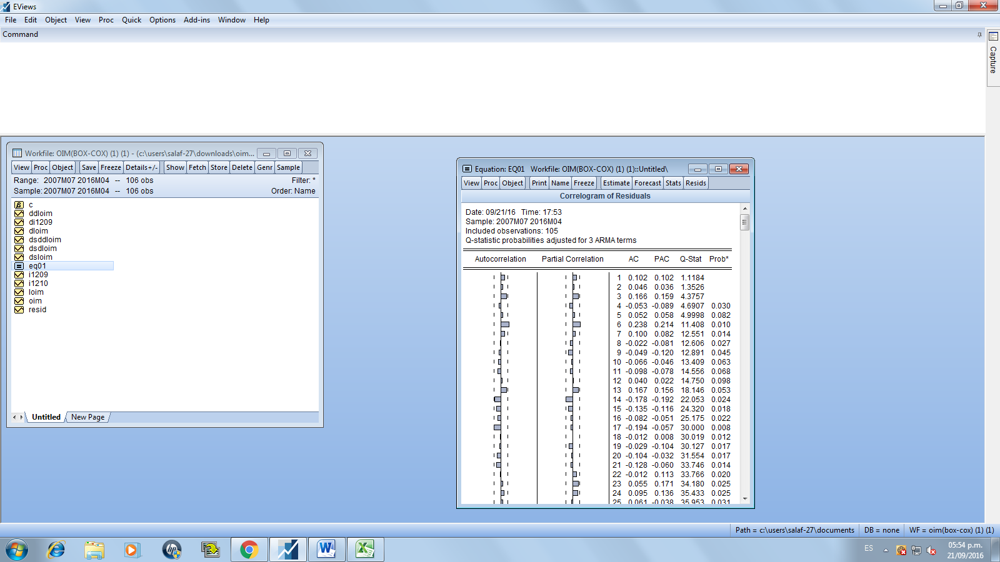 EViews
File Edit Object View Proc Quick Options Add-ins Window Help
Command
Capture
Workfile: OIM(BOX-COX) (1) (1) - (c:\users\salaf-27\downloads\oim...
View Proc Object Save Freeze Details+/- Show Fetch Store Delete Genr Sample
Range: 2007M07 2016M04 -- 106 obs Filter: *
Sample: 2007M07 2016M04 -- 106 obs Order: Name
c
ddloim
di1209
dloim
dsddloim
dsdloim
dsloim
eq01
i1209
i1210
loim
oim
resid
Untitled New Page
Equation: EQ01 Workfile: OIM(BOX-COX) (1) (1)::Untitled\
View Proc Object Print Name Freeze Estimate Forecast Stats Resids
Correlogram of Residuals
Date: 09/21/16 Time: 17:53
Sample: 2007M07 2016M04
Included observations: 105
Q-statistic probabilities adjusted for 3 ARMA terms
Autocorrelation Partial Correlation AC PAC Q-Stat Prob*
1 0.102 0.102 1.1184
2 0.046 0.036 1.3526
3 0.166 0.159 4.3757
4 -0.053 -0.089 4.6907 0.030
5 0.052 0.058 4.9998 0.082
6 0.238 0.214 11.408 0.010
7 0.100 0.082 12.551 0.014
8 -0.022 -0.081 12.606 0.027
9 -0.049 -0.120 12.891 0.045
10 -0.066 -0.046 13.409 0.063
11 -0.098 -0.078 14.556 0.068
12 0.040 0.022 14.750 0.098
13 0.167 0.156 18.146 0.053
14 -0.178 -0.192 22.053 0.024
15 -0.135 -0.116 24.320 0.018
16 -0.082 -0.051 25.175 0.022
17 -0.194 -0.057 30.000 0.008
18 -0.012 0.008 30.019 0.012
19 -0.029 -0.104 30.127 0.017
20 -0.104 -0.032 31.554 0.017
21 -0.128 -0.060 33.746 0.014
22 -0.012 0.113 33.766 0.020
23 0.055 0.171 34.180 0.025
24 0.095 0.136 35.433 0.025
25 0.061 -0.038 35.953 0.031
Path = c:\users\salaf-27\documents DB = none WF = oim(box-cox) (1) (1)
ES
05:54 p.m.
21/09/2016